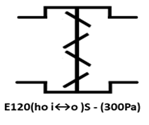 E120(ho i↔o )S - (300Pa)